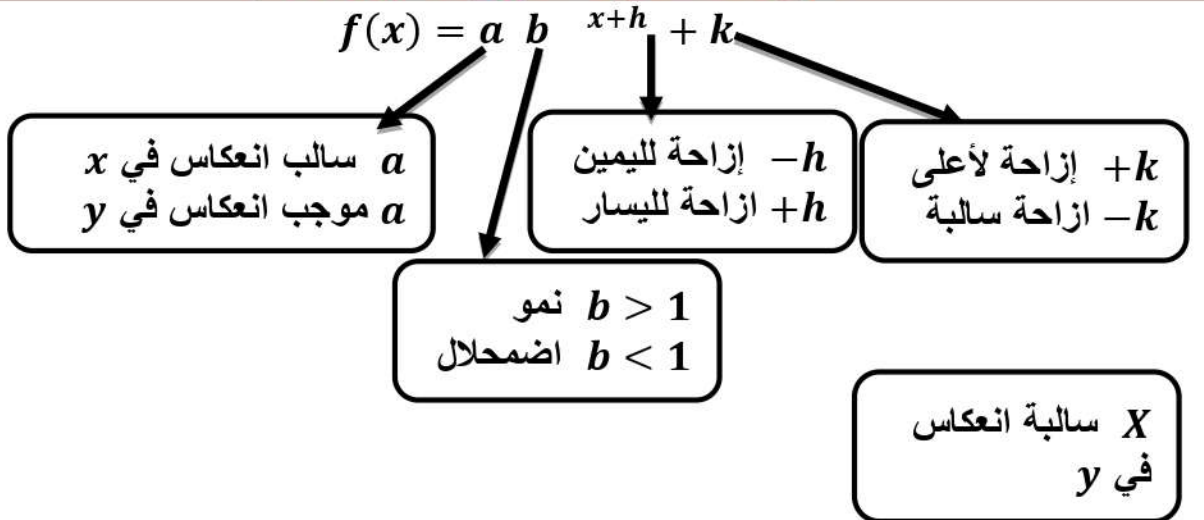 f(x) = a b ^{x+h} + k
a سالب انعكاس في x
a موجب انعكاس في y
−h إزاحة لليمين
+h ازاحة لليسار
+k إزاحة لأعلى
−k ازاحة سالبة
b > 1 نمو
b < 1 اضمحلال
X سالبة انعكاس
في y